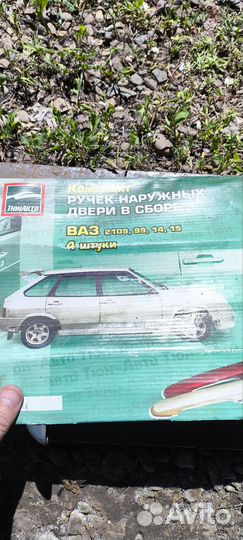 Комплект
РУЧЕК НАРУЖНЫХ
ДВЕРИ В СБОРЕ
ТюнАвто
ВАЗ 2109, 99, 14, 15
4 штуки
Avito